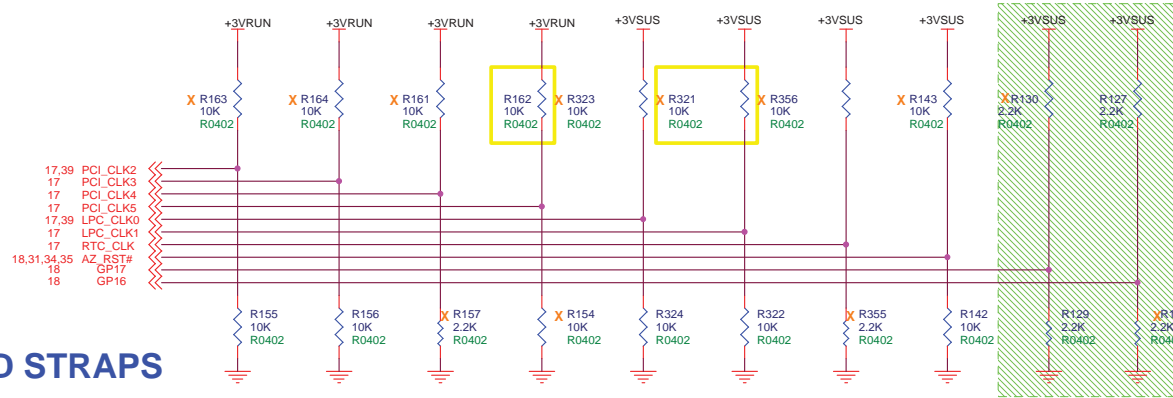 +3VRUN +3VRUN +3VRUN +3VRUN +3VSUS +3VSUS +3VSUS +3VSUS +3VSUS +3VSUS
X R163 X R164 X R161 R162 X R323 X R321 X R356 X R143 X R130 R127
10K 10K 10K 10K 10K 10K 10K 10K 2.2K 2.2K
R0402 R0402 R0402 R0402 R0402 R0402 R0402 R0402 R0402 R0402
17,39 PCI_CLK2
17 PCI_CLK3
17 PCI_CLK4
17 PCI_CLK5
17,39 LPC_CLK0
17 LPC_CLK1
17 RTC_CLK
18,31,34,35 AZ_RST#
18 GP17
18 GP16
R155 R156 X R157 X R154 R324 R322 X R355 R142 R129 X
10K 10K 2.2K 10K 10K 10K 2.2K 10K 2.2K 2.2K
R0402 R0402 R0402 R0402 R0402 R0402 R0402 R0402 R0402
D STRAPS